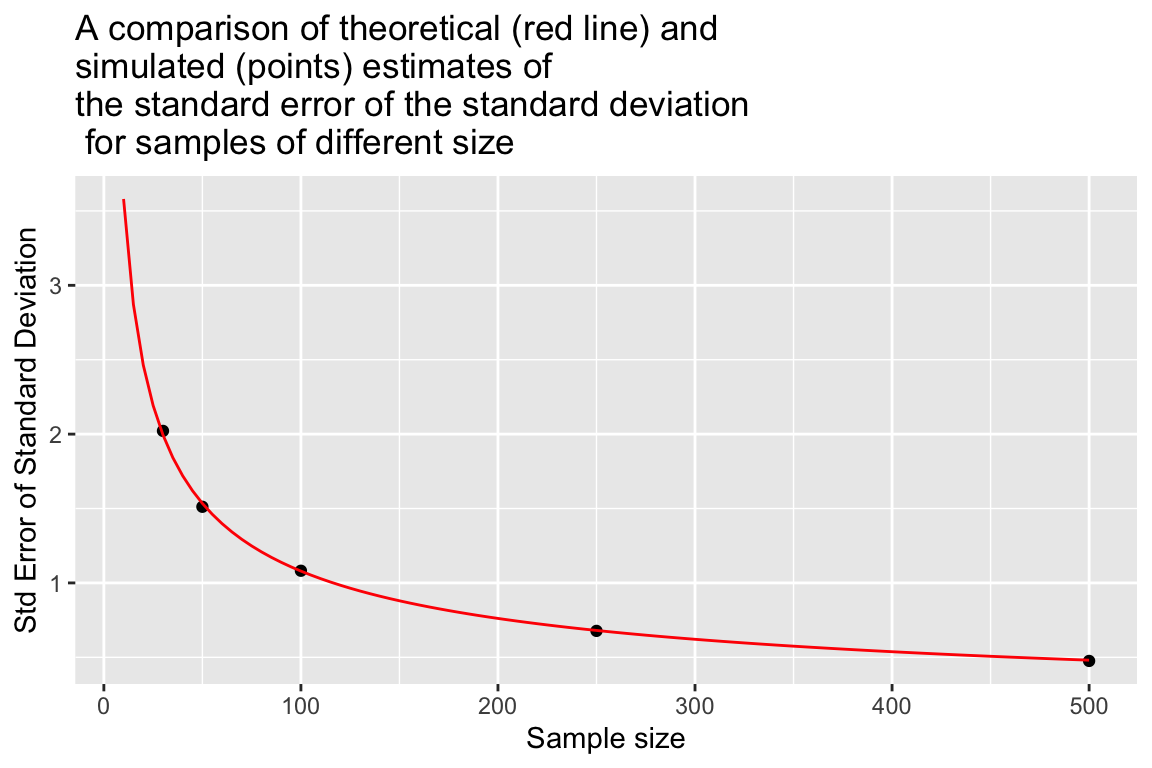 A comparison of theoretical (red line) and
simulated (points) estimates of
the standard error of the standard deviation
for samples of different size
Std Error of Standard Deviation
3
2
1
0 100 200 300 400 500
Sample size